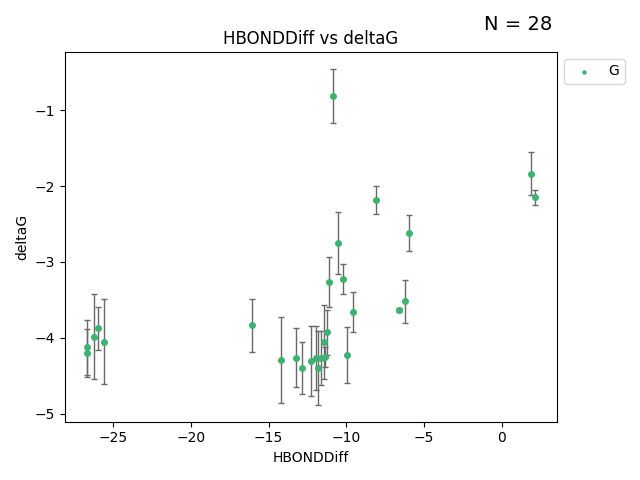 N = 28
HBONDDiff vs deltaG
G
−1
−2
−3
−4
−5
deltaG
−25
−20
−15
−10
−5
0
HBONDDiff